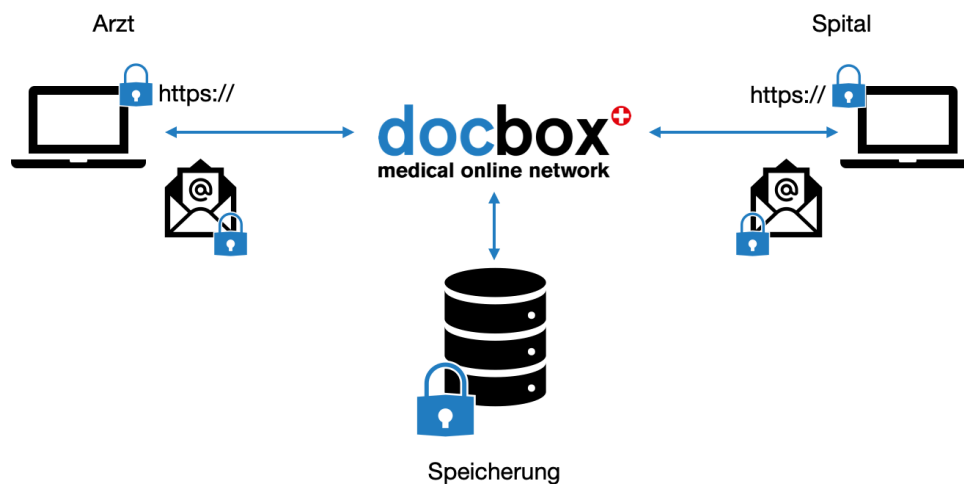 Arzt
Spital
https://
https://
docbox
medical online network
@
@
Speicherung